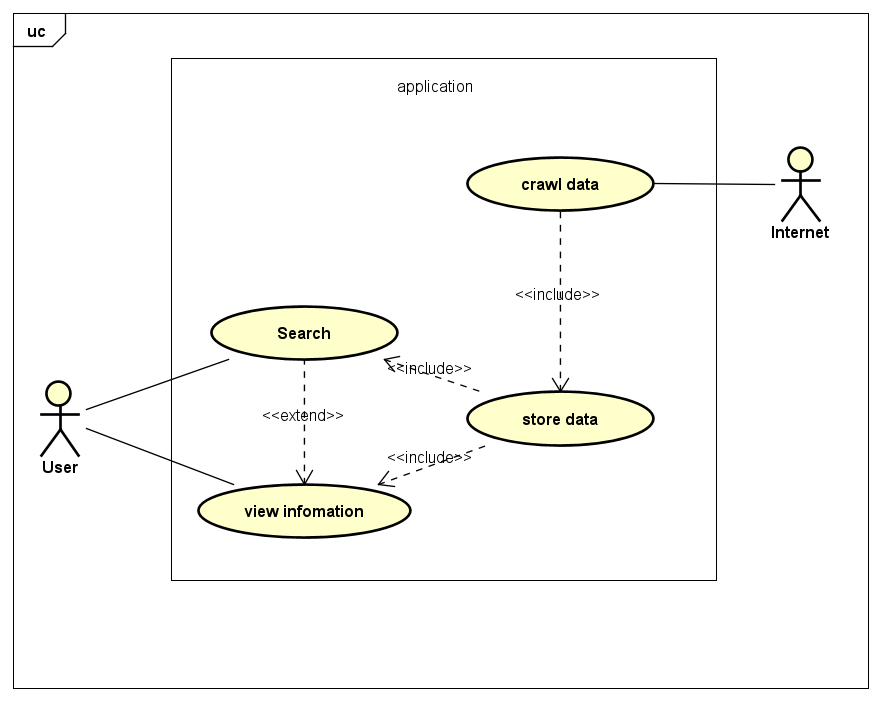 uc
application
crawl data
Internet
<<include>>
Search
<<include>>
<<extend>>
store data
User
<<include>>
view infomation